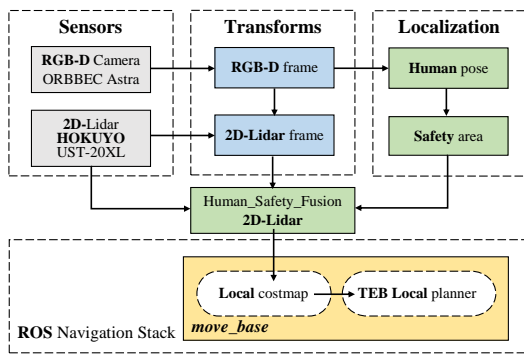 Sensors
Transforms
Localization
RGB-D Camera
ORBBEC Astra
RGB-D frame
Human pose
2D-Lidar
HOKUYO
UST-20XL
2D-Lidar frame
Safety area
Human_Safety_Fusion
2D-Lidar
Local costmap
TEB Local planner
move_base
ROS Navigation Stack